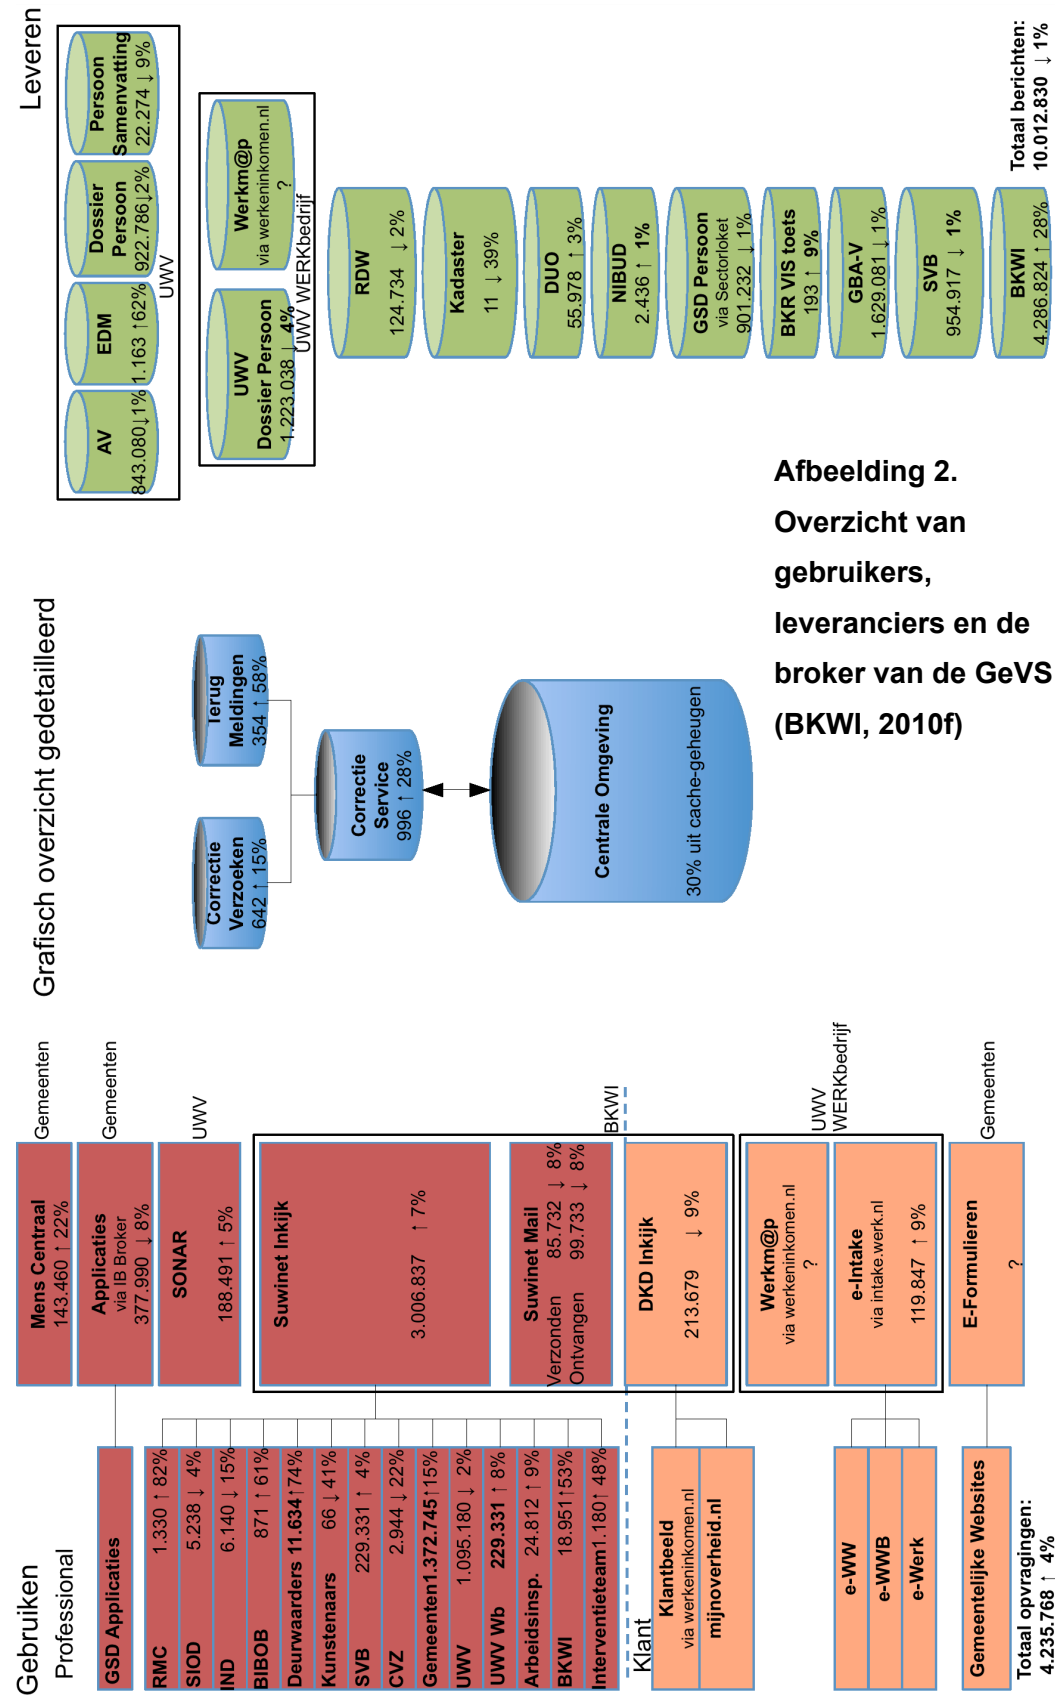 Gebruiken
Professional
GSD Applicaties
RMC 1.330 ↑ 82%
SIOD 5.238 ↓ 4%
IND 6.140 ↓ 15%
BIBOB 871 ↑ 61%
Deurwaarders 11.634↑74%
Kunstenaars 66 ↓ 41%
SVB 229.331 ↑ 4%
CVZ 2.944 ↓ 22%
Gemeenten1.372.745↑15%
UWV 1.095.180 ↓ 2%
UWV Wb 229.331 ↑ 8%
Arbeidsinsp. 24.812 ↑ 9%
BKWI 18.951↑53%
Interventieteam1.180↑ 48%
Klant
Klantbeeld
via werkeninkomen.nl
mijnoverheid.nl
e-WW
e-WWB
e-Werk
Gemeentelijke Websites
Totaal opvragingen:
4.235.768 ↑ 4%
Mens Centraal
143.460 ↑ 22%
Gemeenten
Applicaties
via IB Broker
377.990 ↓ 8%
Gemeenten
SONAR
188.491 ↑ 5%
UWV
Suwinet Inkijk
3.006.837 ↑ 7%
Suwinet Mail
Verzonden 85.732 ↓ 8%
Ontvangen 99.733 ↓ 8%
BKWI
DKD Inkijk
213.679 ↓ 9%
Werkm@p
via werkeninkomen.nl
?
e-Intake
via intake.werk.nl
119.847 ↑ 9%
UWV
WERKbedrijf
E-Formulieren
?
Gemeenten
Grafisch overzicht gedetailleerd
Correctie
Verzoeken
642 ↑ 15%
Terug
Meldingen
354 ↑ 58%
Correctie
Service
996 ↑ 28%
Centrale Omgeving
30% uit cache-geheugen
Leveren
AV
843.080↓1%
EDM
1.163 ↑62%
Dossier
Persoon
922.786↓2%
Persoon
Samenvatting
22.274 ↓ 9%
UWV
UWV
Dossier Persoon
1.223.038 ↓ 4%
Werkm@p
via werkeninkomen.nl
?
UWV WERKbedrijf
RDW
124.734 ↓ 2%
Kadaster
11 ↓ 39%
DUO
55.978 ↑ 3%
NIBUD
2.436 ↑ 1%
GSD Persoon
via Sectorloket
901.232 ↓ 1%
BKR VIS toets
193 ↑ 9%
GBA-V
1.629.081 ↓ 1%
SVB
954.917 ↓ 1%
BKWI
4.286.824 ↑ 28%
Totaal berichten:
10.012.830 ↓ 1%
Afbeelding 2.
Overzicht van
gebruikers,
leveranciers en de
broker van de GeVS
(BKWI, 2010f)